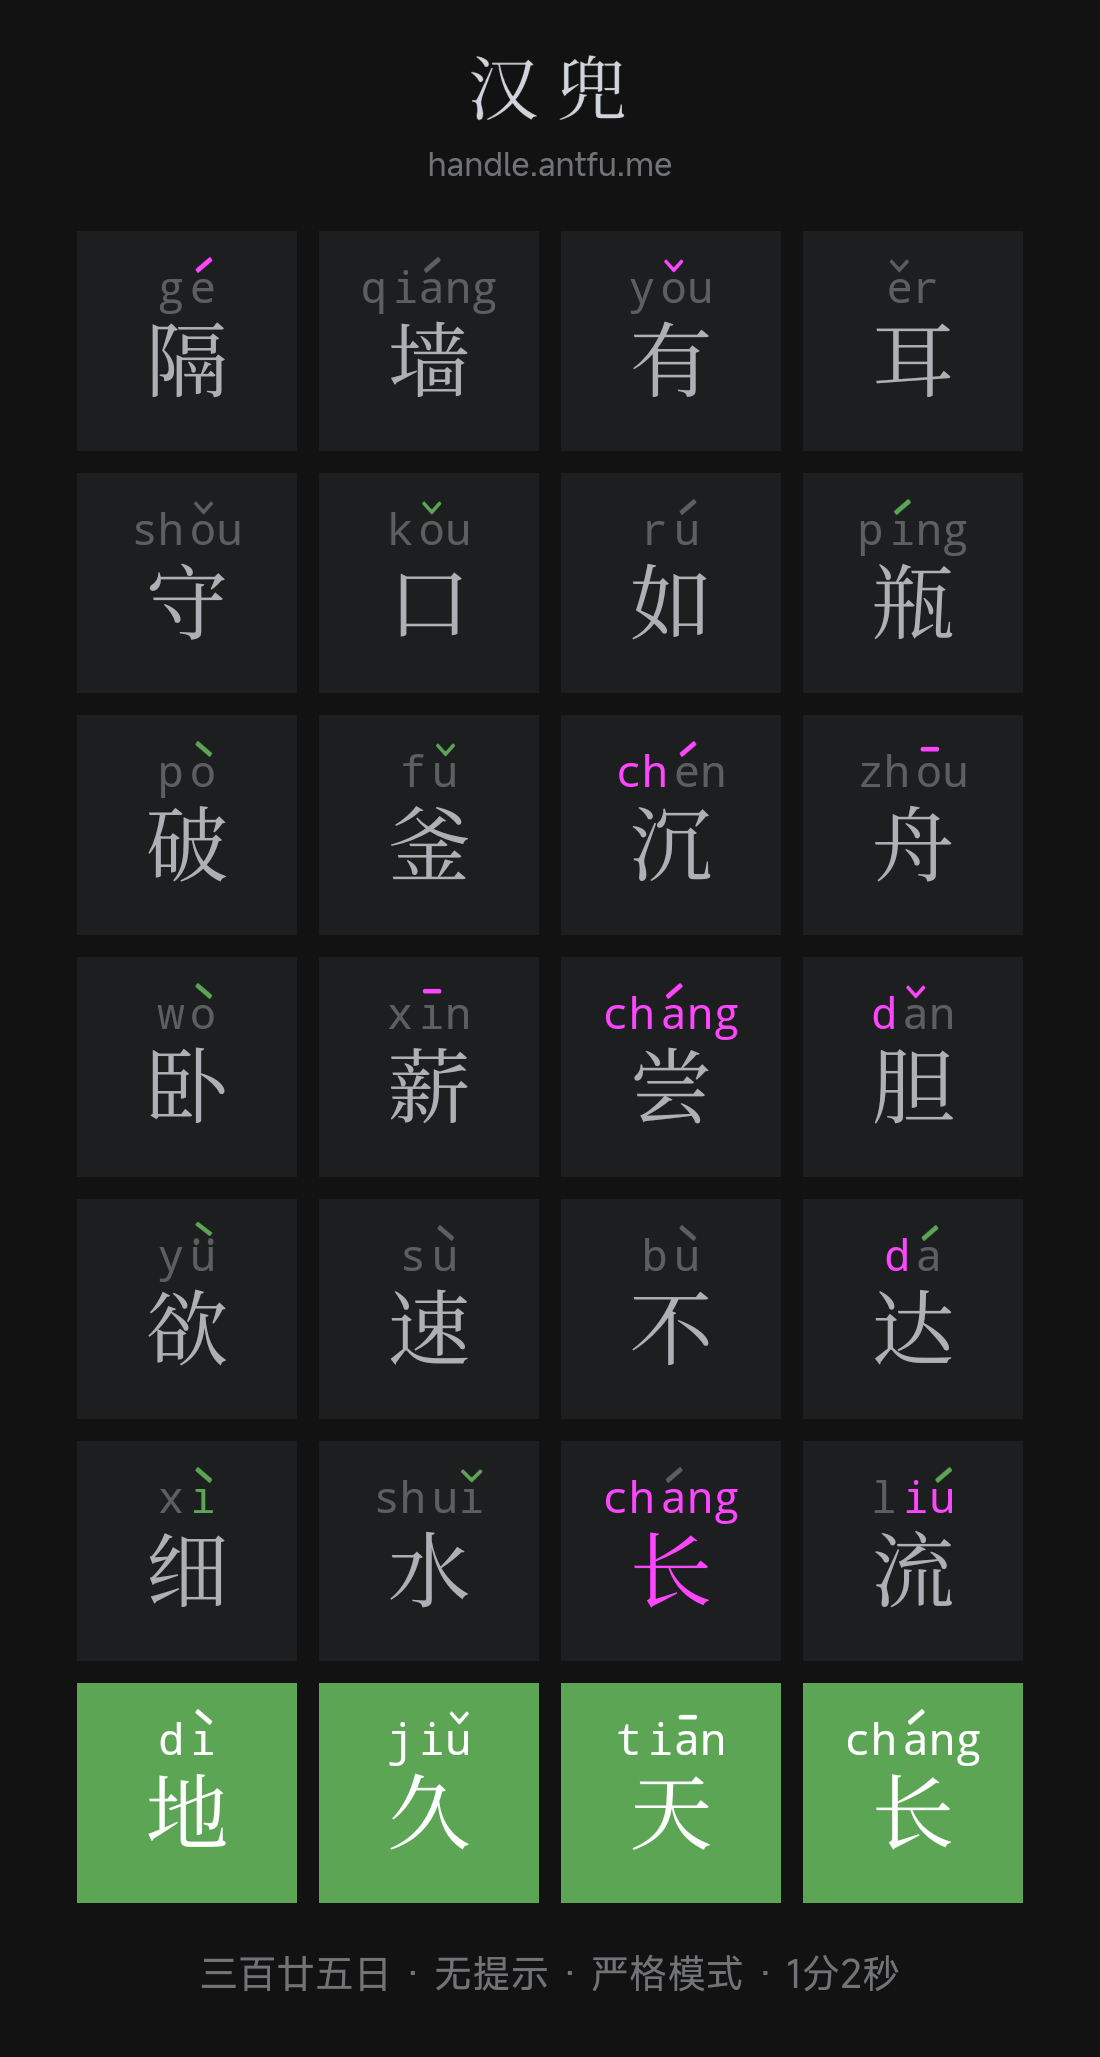 汉兜
handle.antfu.me
gé qiáng yǒu ěr
隔 墙 有 耳
shǒu kǒu rú píng
守 口 如 瓶
pò fǔ chén zhōu
破 釜 沉 舟
wò xīn cháng dǎn
卧 薪 尝 胆
yǜ sù bù dá
欲 速 不 达
xì shuǐ cháng liú
细 水 长 流
dì jiǔ tiān cháng
地 久 天 长
三百廿五日 · 无提示 · 严格模式 · 1分2秒